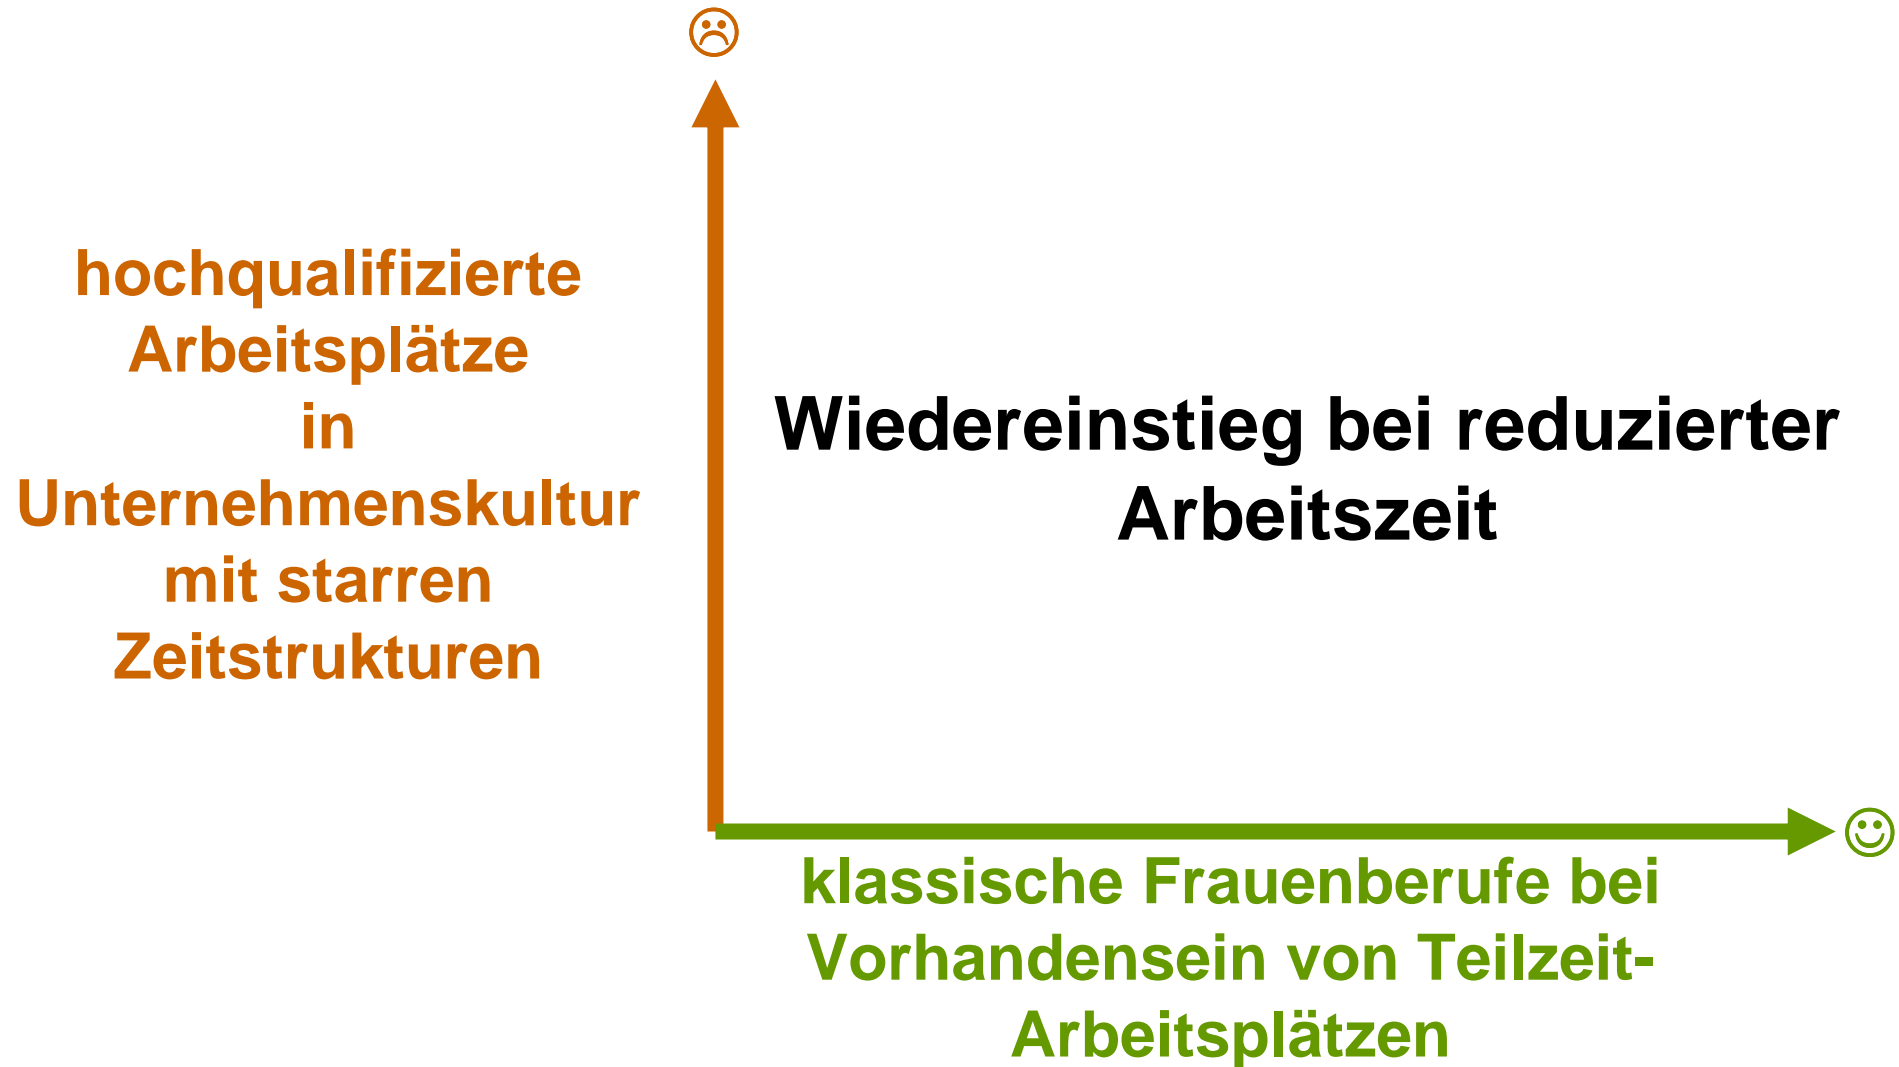 hochqualifizierte
Arbeitsplätze
in
Unternehmenskultur
mit starren
Zeitstrukturen
Wiedereinstieg bei reduzierter
Arbeitszeit
klassische Frauenberufe bei
Vorhandensein von Teilzeit-
Arbeitsplätzen